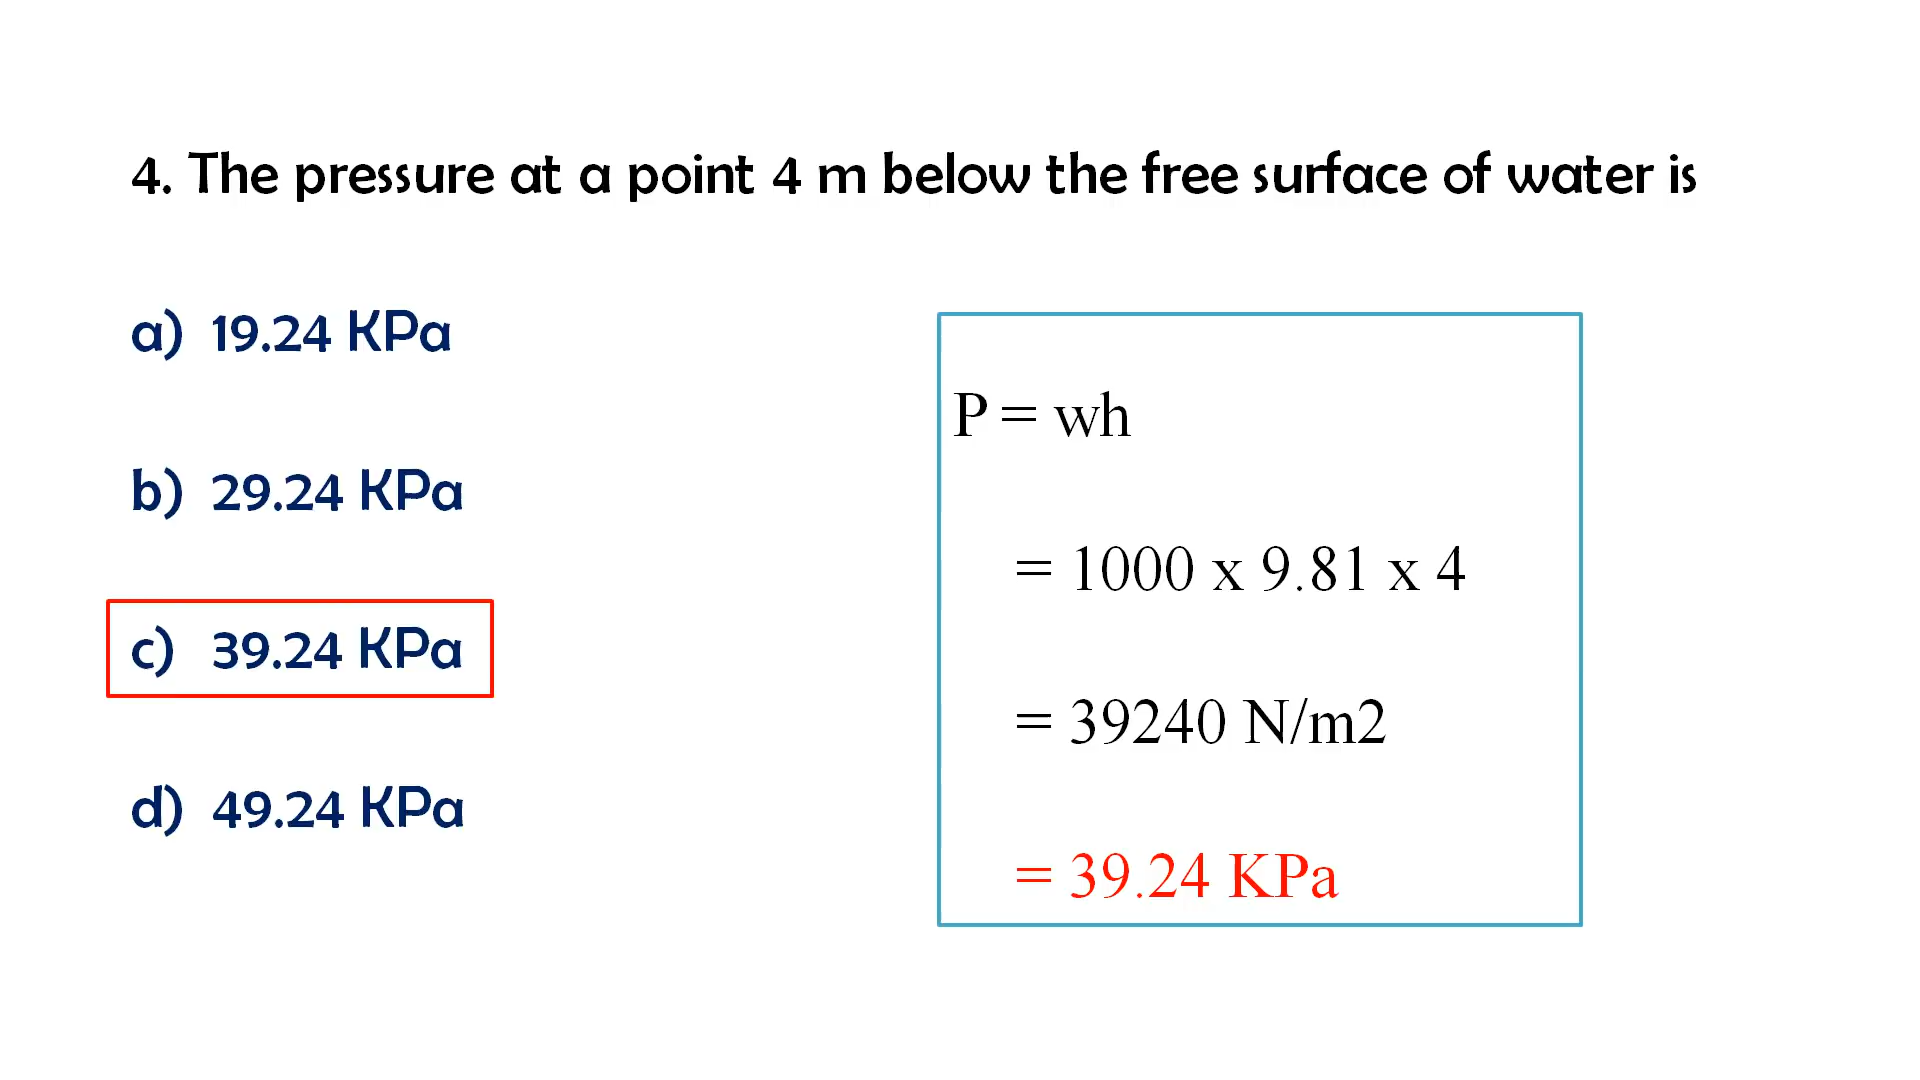 4. The pressure at a point 4 m below the free surface of water is
a) 19.24 KPa
b) 29.24 KPa
c) 39.24 KPa
d) 49.24 KPa
P = wh
= 1000 x 9.81 x 4
= 39240 N/m2
= 39.24 KPa